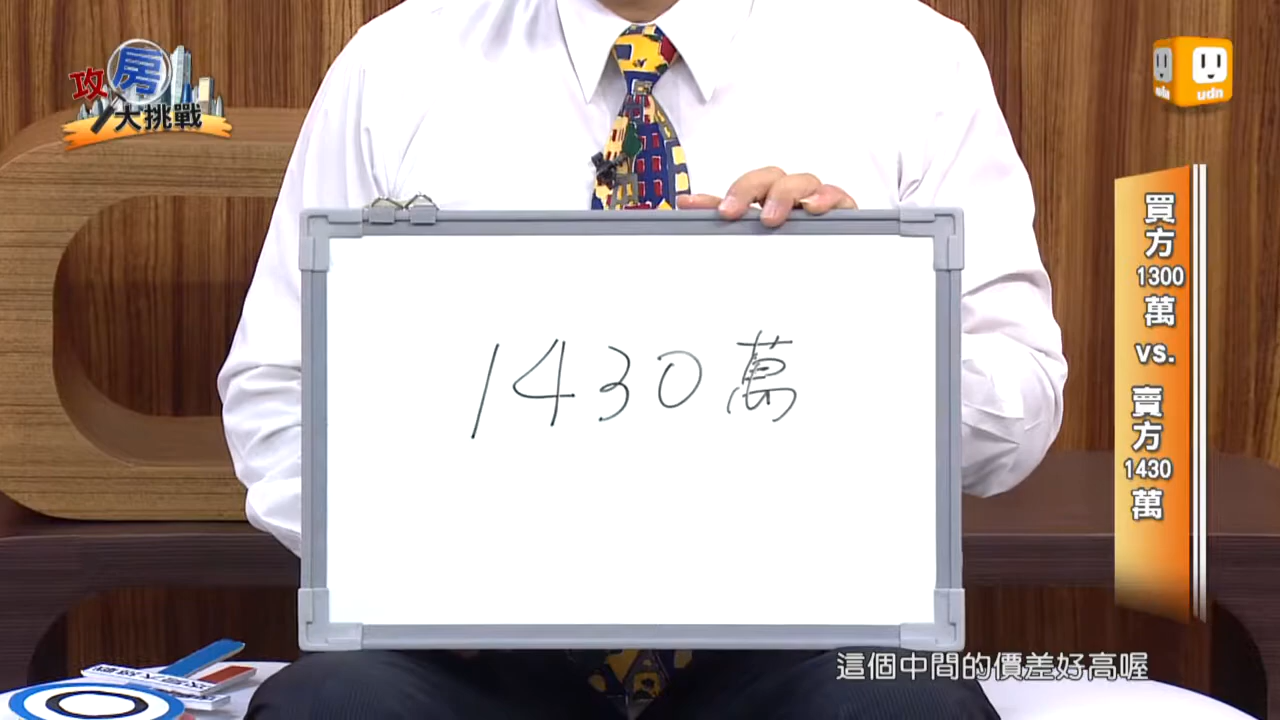 攻房
大挑戰
udn
買方
1300
萬
vs.
賣方
1430
萬
1430萬
這個中間的價差好高喔